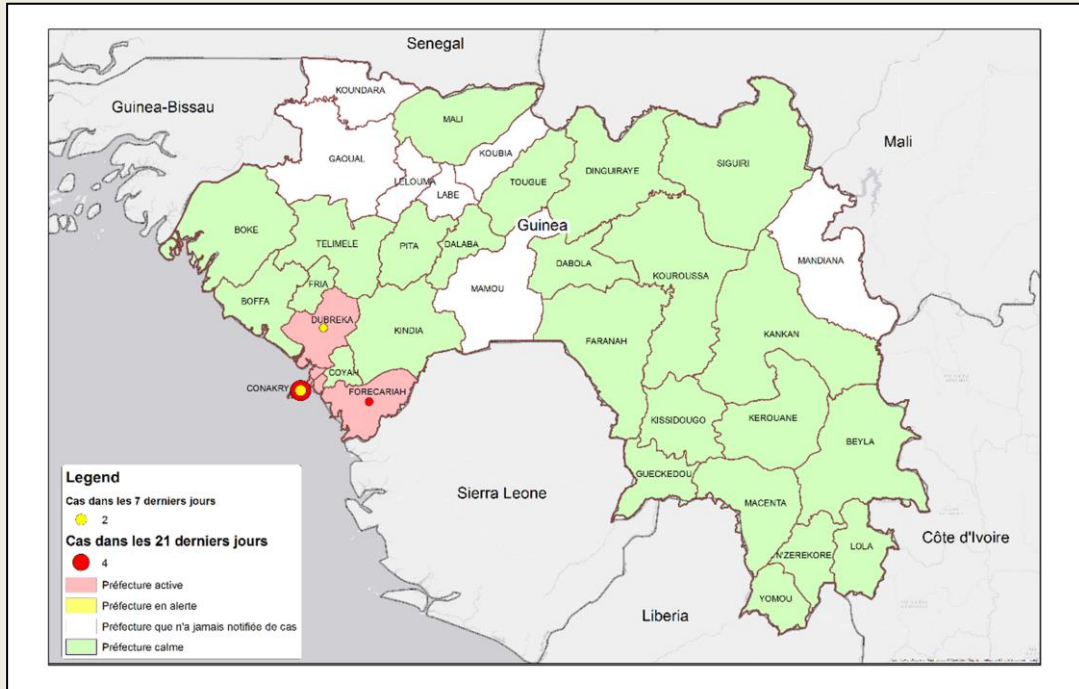 Senegal
Guinea-Bissau
KOUNDARA
MALI
Mali
GAOUAL
KOUBIA
SIGUIRI
LELOUMA
LABE
TOUGUE
DINGUIRAYE
Guinea
BOKE
TELIMELE
PITA
DALABA
MANDIANA
DABOLA
KOUROUSSA
FRIA
MAMOU
BOFFA
DUBREKA
KINDIA
KANKAN
FARANAH
COYAH
CONAKRY
FORECARIAH
KISSIDOUGO
KEROUANE
BEYLA
GUECKEDOU
Sierra Leone
MACENTA
Côte d'Ivoire
N'ZEREKORE
LOLA
YOMOU
Liberia
Legend
Cas dans les 7 derniers jours
2
Cas dans les 21 derniers jours
4
Préfecture active
Préfecture en alerte
Préfecture que n'a jamais notifiée de cas
Préfecture calme